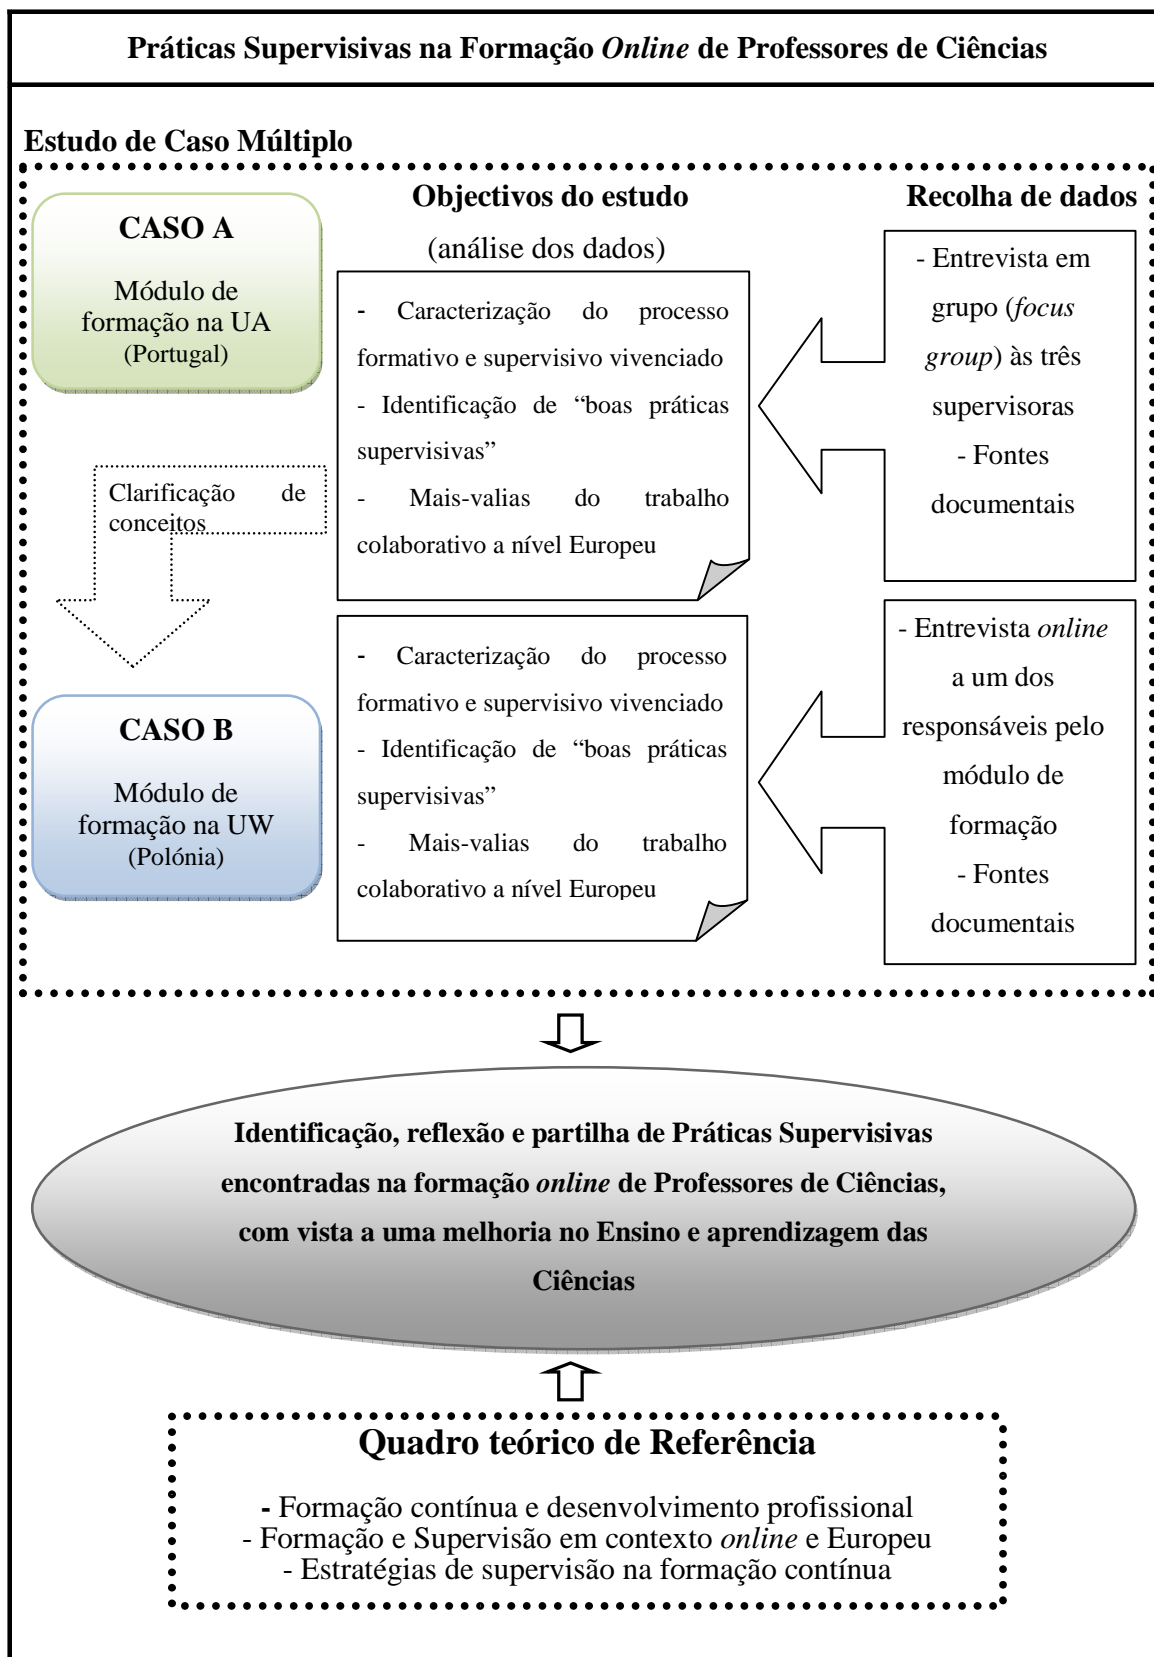 Práticas Supervisivas na Formação Online de Professores de Ciências
Estudo de Caso Múltiplo
CASO A
Módulo de
formação na UA
(Portugal)
Objectivos do estudo
(análise dos dados)
- Caracterização do processo
formativo e supervisivo vivenciado
- Identificação de “boas práticas
supervisivas”
- Mais-valias do trabalho
colaborativo a nível Europeu
Recolha de dados
- Entrevista em
grupo (focus
group) às três
supervisoras
- Fontes
documentais
Clarificação de
conceitos
CASO B
Módulo de
formação na UW
(Polónia)
- Caracterização do processo
formativo e supervisivo vivenciado
- Identificação de “boas práticas
supervisivas”
- Mais-valias do trabalho
colaborativo a nível Europeu
- Entrevista online
a um dos
responsáveis pelo
módulo de
formação
- Fontes
documentais
Identificação, reflexão e partilha de Práticas Supervisivas
encontradas na formação online de Professores de Ciências,
com vista a uma melhoria no Ensino e aprendizagem das
Ciências
Quadro teórico de Referência
- Formação contínua e desenvolvimento profissional
- Formação e Supervisão em contexto online e Europeu
- Estratégias de supervisão na formação contínua